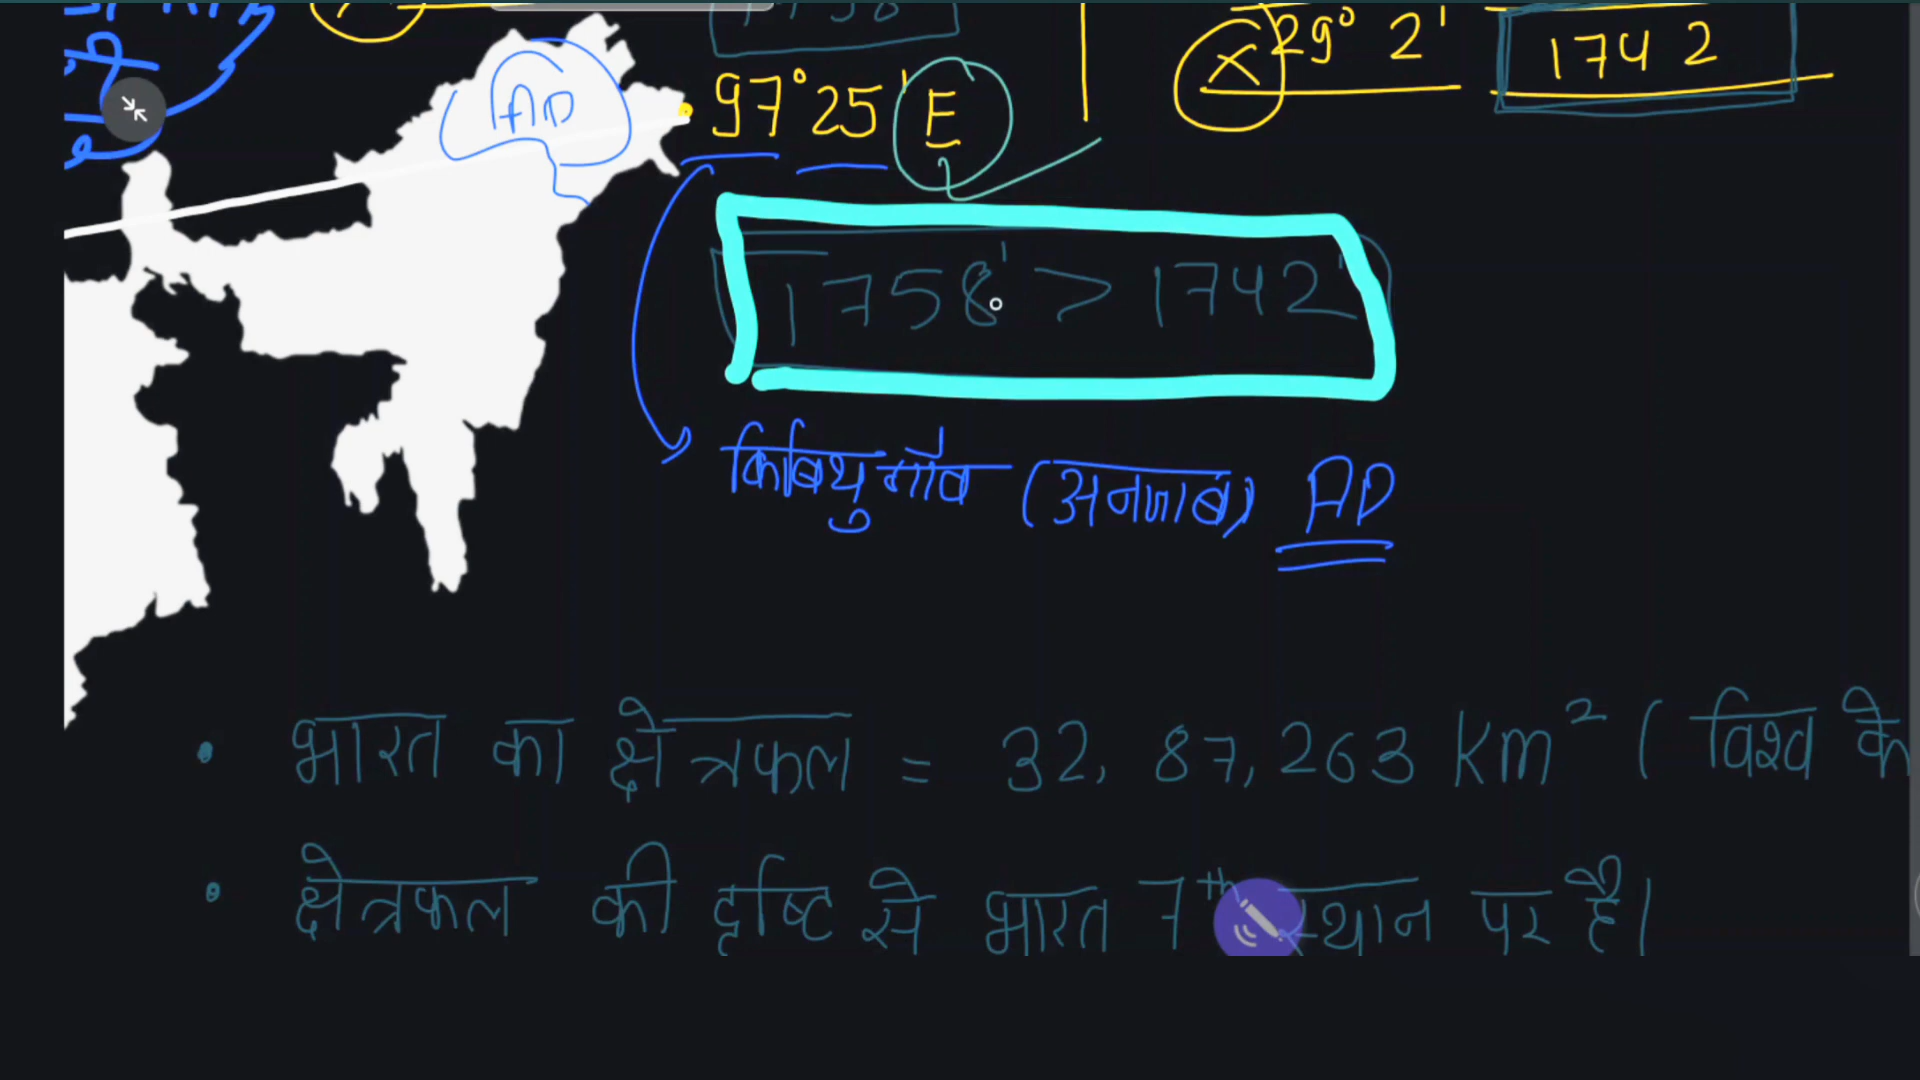 29° 2' 1742
AD
97° 25' E
1758' > 1742'
किबिथु गाँव (अनजाब) AP
• भारत का क्षेत्रफल = 32, 87, 263 Km² ( विश्व के
• क्षेत्रफल की दृष्टि से भारत 7th स्थान पर है।